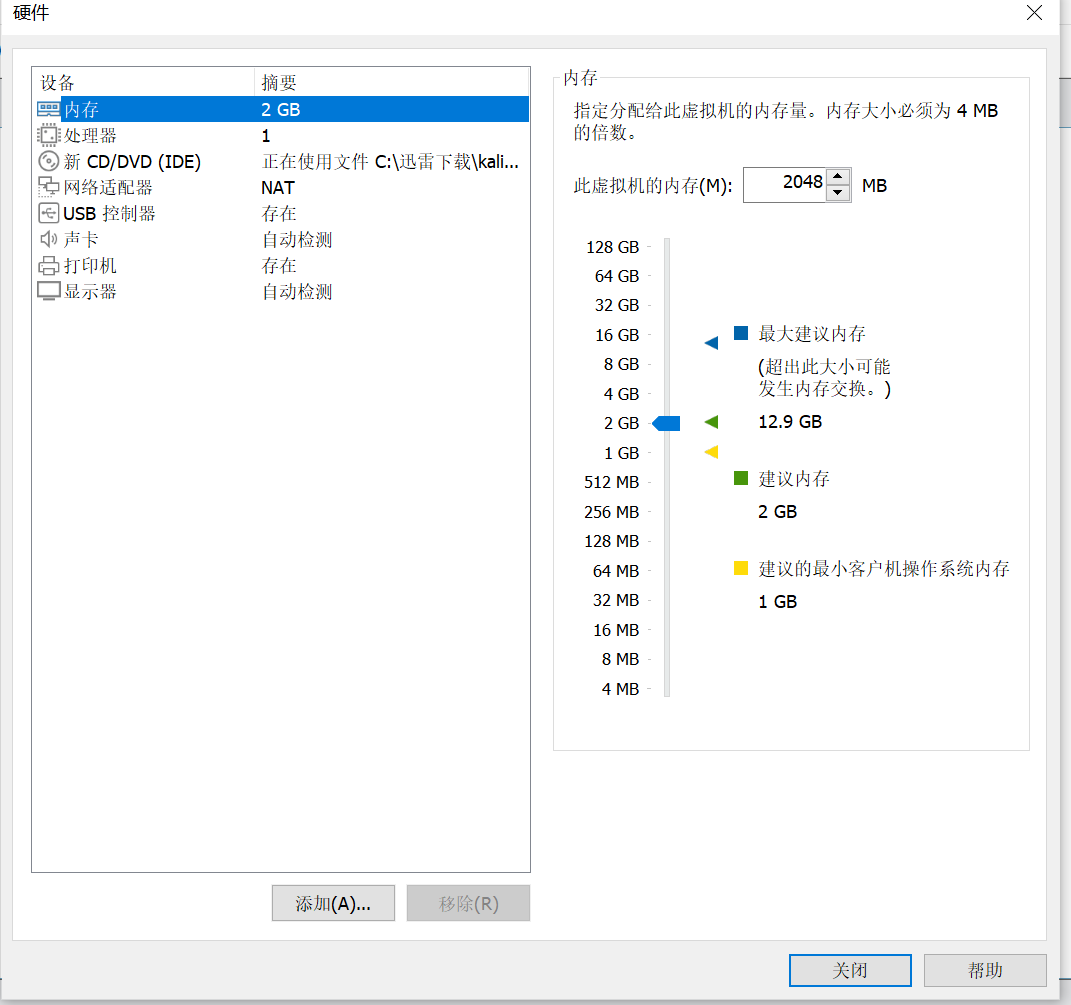 硬件
设备 摘要
内存 2 GB
处理器 1
新 CD/DVD (IDE) 正在使用文件 C:\迅雷下载\kali...
网络适配器 NAT
USB 控制器 存在
声卡 自动检测
打印机 存在
显示器 自动检测
添加(A)...
移除(R)
内存
指定分配给此虚拟机的内存量。内存大小必须为 4 MB
的倍数。
此虚拟机的内存(M): 2048 MB
128 GB
64 GB
32 GB
16 GB
8 GB
4 GB
2 GB
1 GB
512 MB
256 MB
128 MB
64 MB
32 MB
16 MB
8 MB
4 MB
最大建议内存
(超出此大小可能
发生内存交换。)
12.9 GB
建议内存
2 GB
建议的最小客户机操作系统内存
1 GB
关闭
帮助